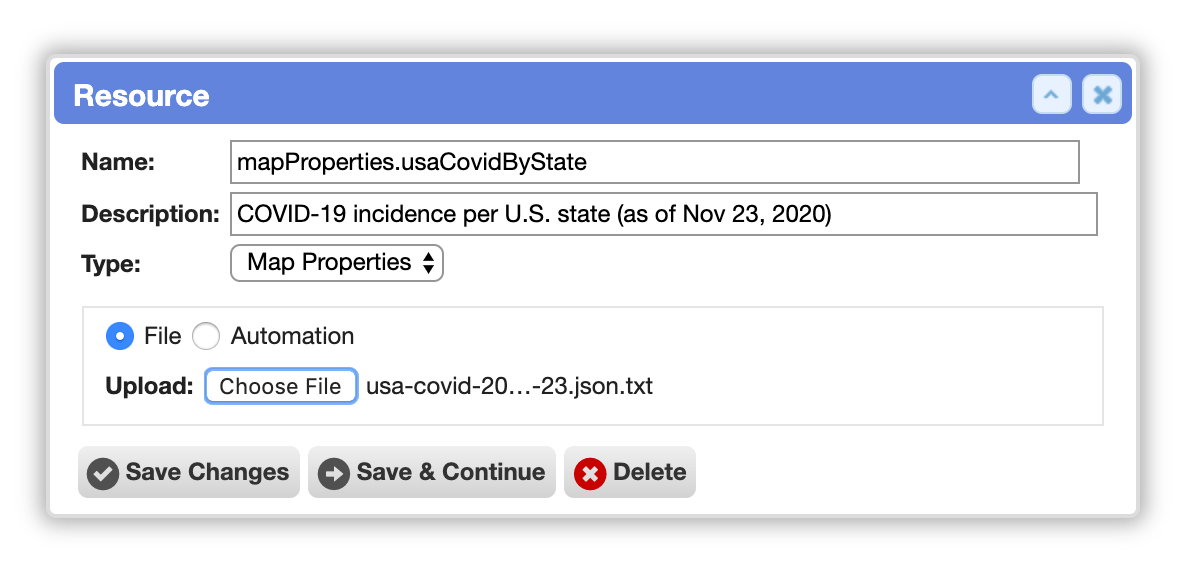 Resource
Name: mapProperties.usaCovidByState
Description: COVID-19 incidence per U.S. state (as of Nov 23, 2020)
Type: Map Properties
File Automation
Upload: Choose File usa-covid-20...-23.json.txt
Save Changes Save & Continue Delete